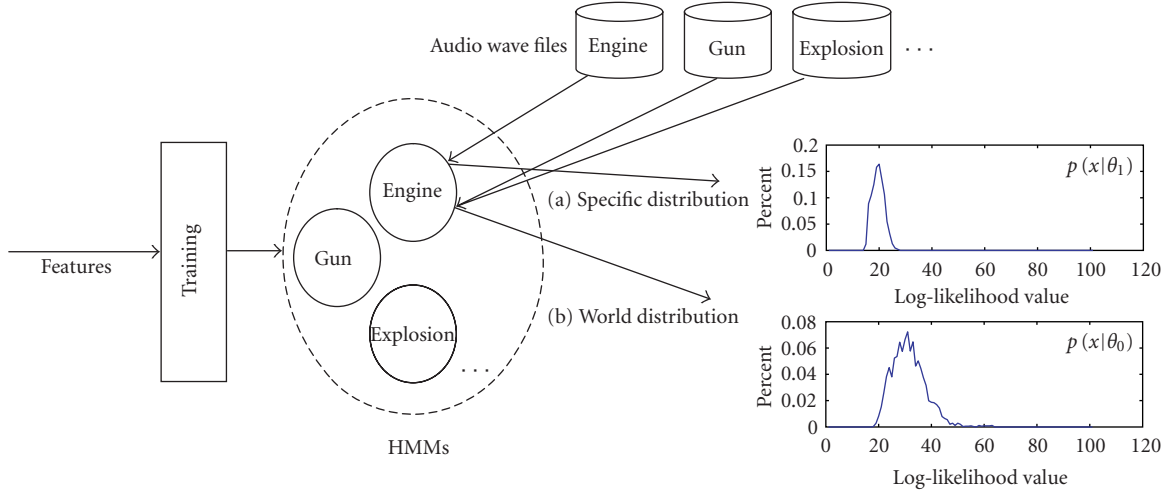 Audio wave files
Engine
Gun
Explosion
. . .
Features
Training
Engine
Gun
Explosion
. . .
HMMs
(a) Specific distribution
(b) World distribution
Percent
0.2
0.15
0.1
0.05
0
p (x|θ1)
0 20 40 60 80 100 120
Log-likelihood value
Percent
0.08
0.06
0.04
0.02
0
p (x|θ0)
0 20 40 60 80 100 120
Log-likelihood value